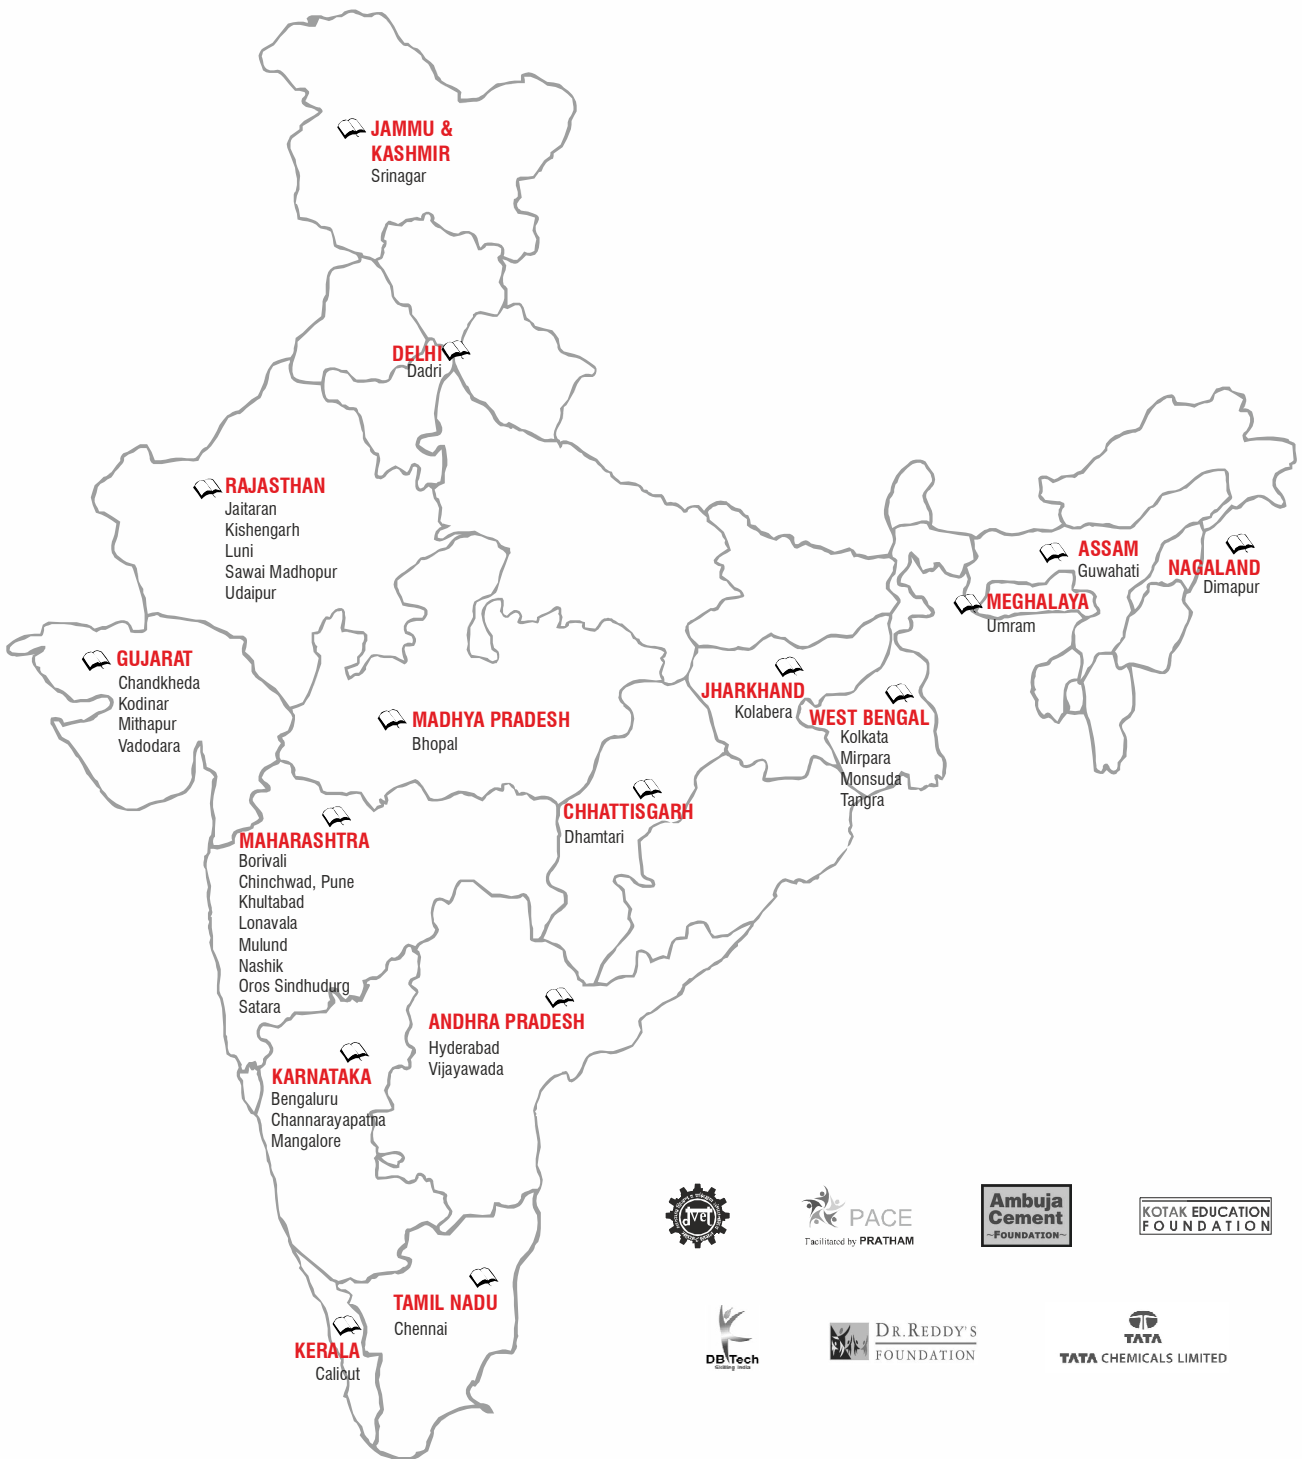 JAMMU &
KASHMIR
Srinagar
DELHI
Dadri
RAJASTHAN
Jaitaran
Kishengarh
Luni
Sawai Madhopur
Udaipur
ASSAM
Guwahati
NAGALAND
Dimapur
MEGHALAYA
Umram
GUJARAT
Chandkheda
Kodinar
Mithapur
Vadodara
MADHYA PRADESH
Bhopal
JHARKHAND
Kolabera
WEST BENGAL
Kolkata
Mirpara
Monsuda
Tangra
CHHATTISGARH
Dhamtari
MAHARASHTRA
Borivali
Chinchwad, Pune
Khultabad
Lonavala
Mulund
Nashik
Oros Sindhudurg
Satara
ANDHRA PRADESH
Hyderabad
Vijayawada
KARNATAKA
Bengaluru
Channarayapatna
Mangalore
TAMIL NADU
Chennai
KERALA
Calicut
dvet
PACE
Facilitated by PRATHAM
Ambuja
Cement
~FOUNDATION~
KOTAK EDUCATION
FOUNDATION
DB Tech
Skilling India
DR.REDDY'S
FOUNDATION
TATA
TATA CHEMICALS LIMITED